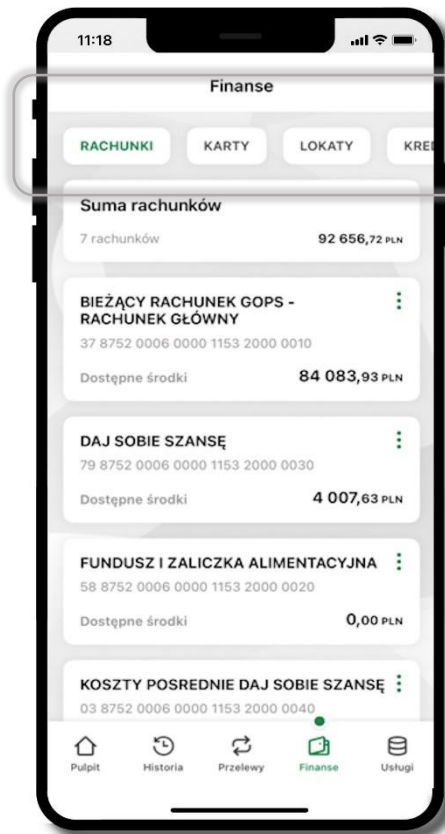 11:18
Finanse
RACHUNKI KARTY LOKATY KRED
Suma rachunków
7 rachunków 92 656,72 PLN
BIEŻĄCY RACHUNEK GOPS -
RACHUNEK GŁÓWNY
37 8752 0006 0000 1153 2000 0010
Dostępne środki 84 083,93 PLN
DAJ SOBIE SZANSĘ
79 8752 0006 0000 1153 2000 0030
Dostępne środki 4 007,63 PLN
FUNDUSZ I ZALICZKA ALIMENTACYJNA
58 8752 0006 0000 1153 2000 0020
Dostępne środki 0,00 PLN
KOSZTY POSREDNIE DAJ SOBIE SZANSĘ
03 8752 0006 0000 1153 2000 0040
Pulpit Historia Przelewy Finanse Usługi